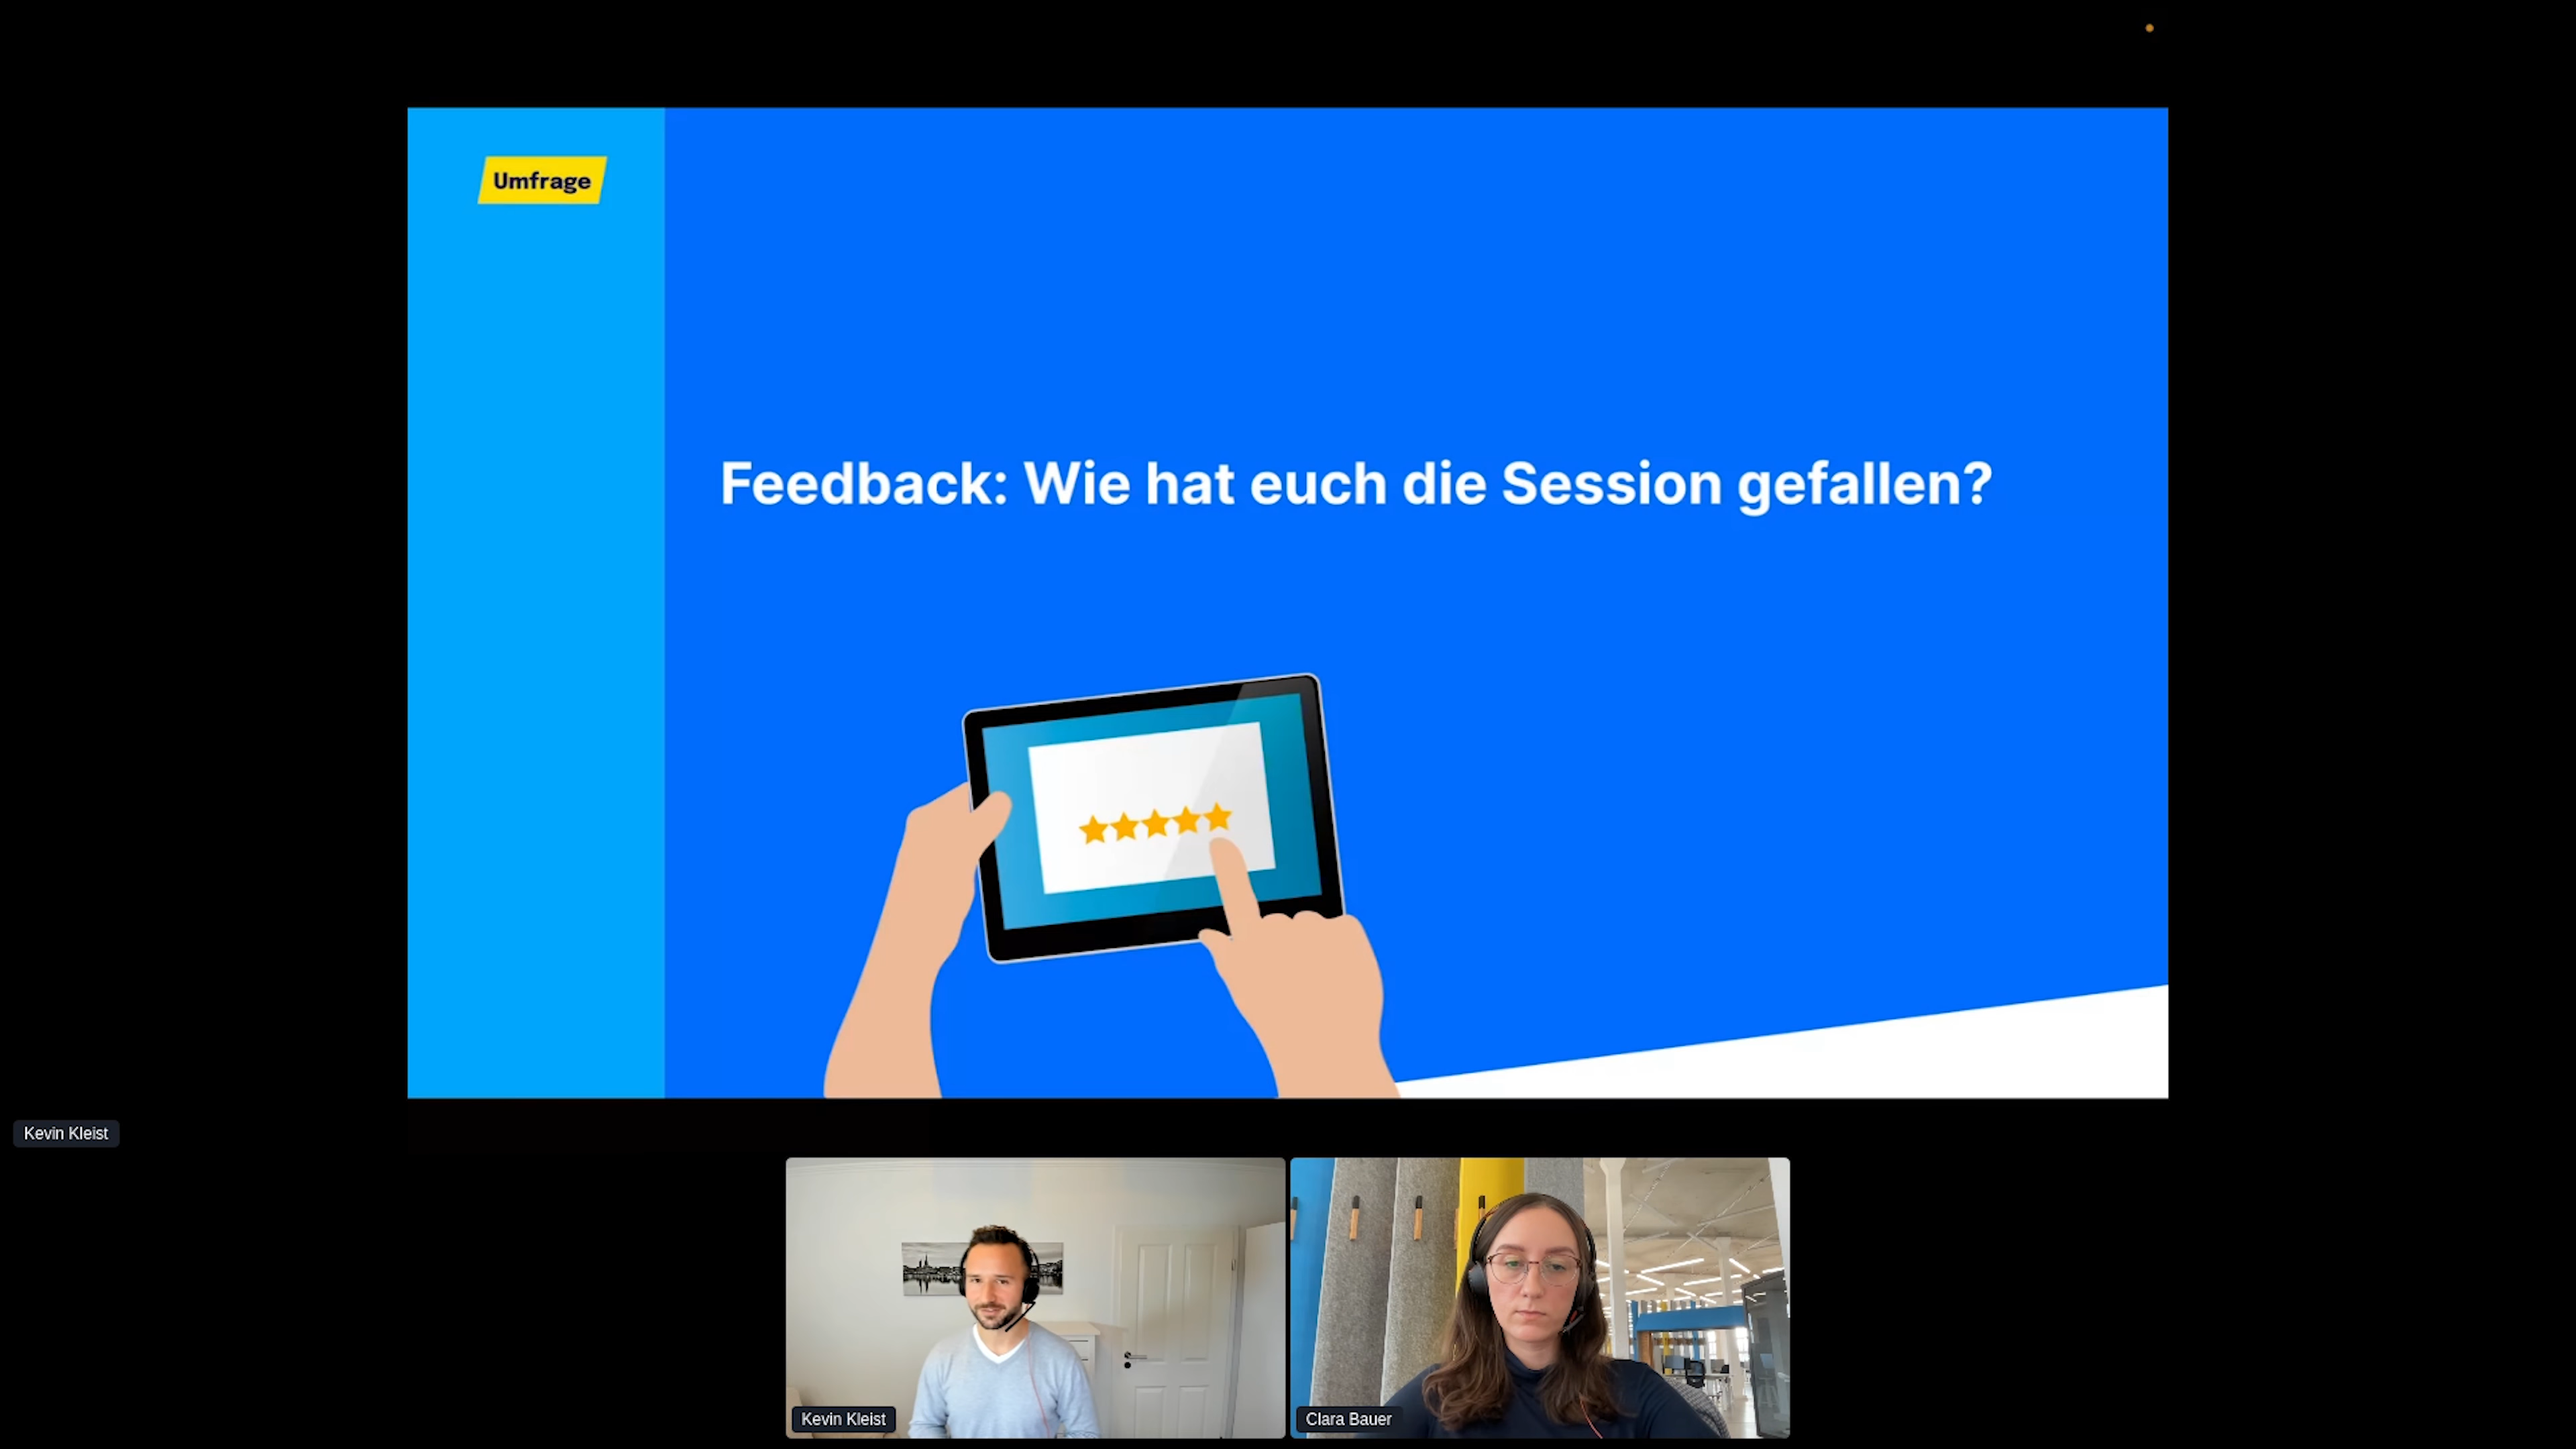 Umfrage
Feedback: Wie hat euch die Session gefallen?
Kevin Kleist
Kevin Kleist
Clara Bauer